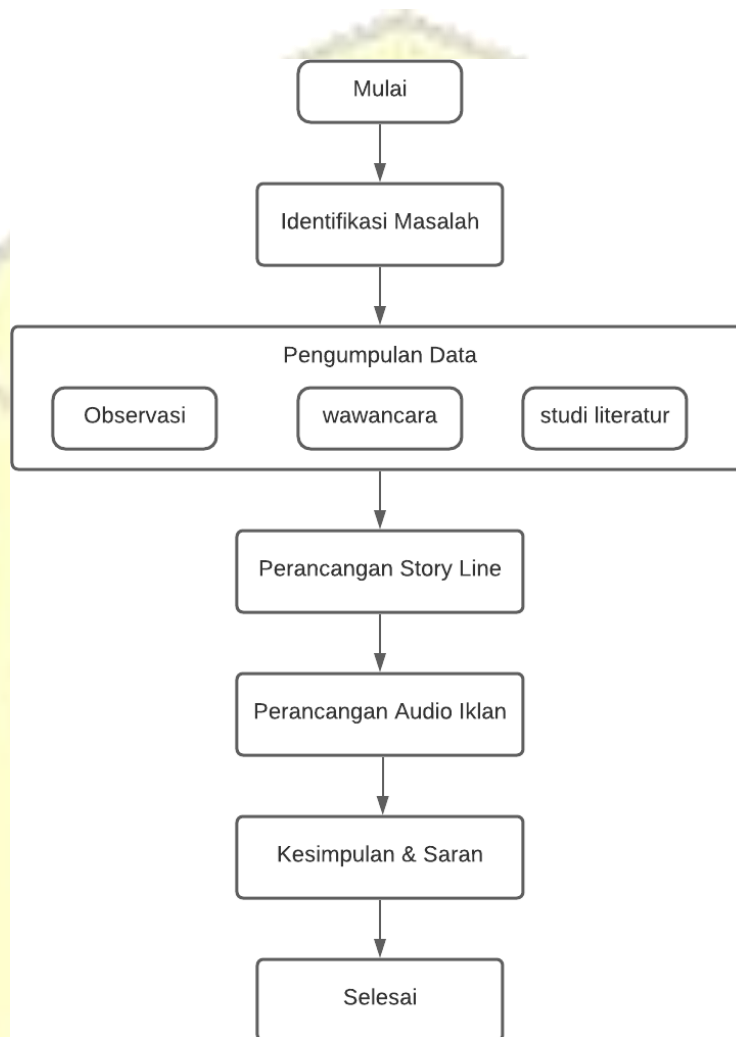 Mulai
Identifikasi Masalah
Pengumpulan Data
Observasi
wawancara
studi literatur
Perancangan Story Line
Perancangan Audio Iklan
Kesimpulan & Saran
Selesai